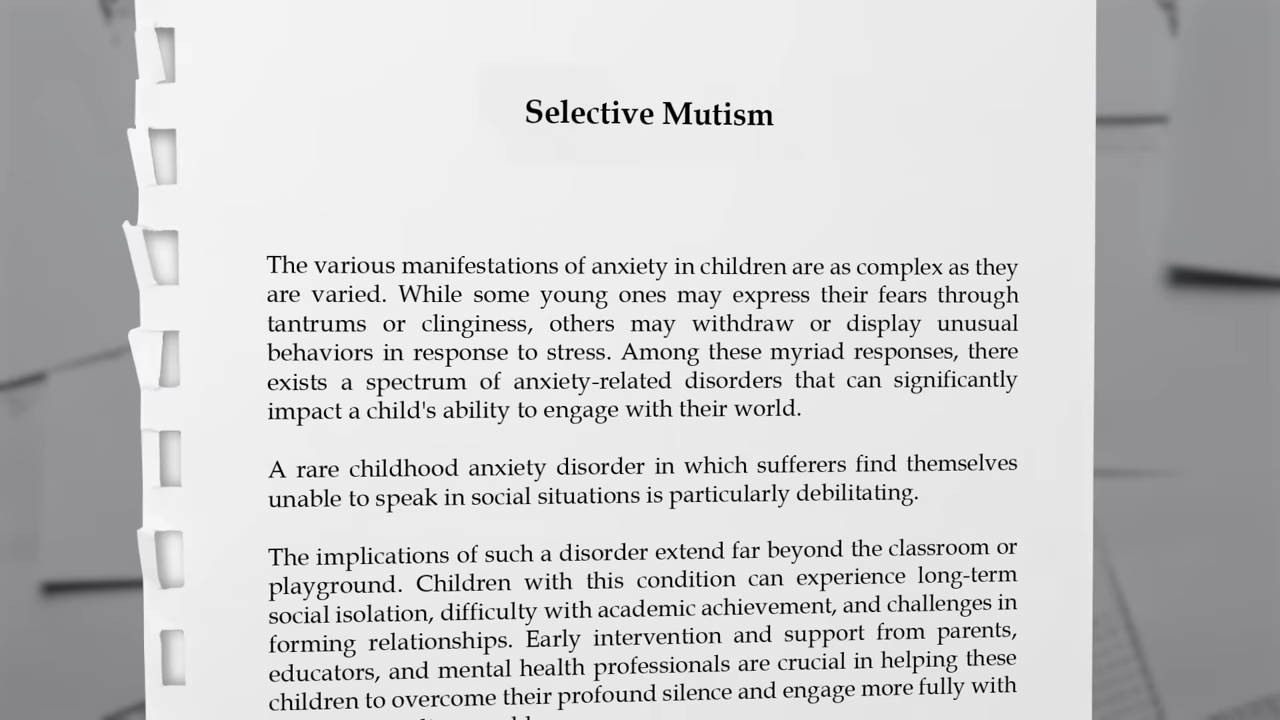 Selective Mutism
The various manifestations of anxiety in children are as complex as they
are varied. While some young ones may express their fears through
tantrums or clinginess, others may withdraw or display unusual
behaviors in response to stress. Among these myriad responses, there
exists a spectrum of anxiety-related disorders that can significantly
impact a child's ability to engage with their world.
A rare childhood anxiety disorder in which sufferers find themselves
unable to speak in social situations is particularly debilitating.
The implications of such a disorder extend far beyond the classroom or
playground. Children with this condition can experience long-term
social isolation, difficulty with academic achievement, and challenges in
forming relationships. Early intervention and support from parents,
educators, and mental health professionals are crucial in helping these
children to overcome their profound silence and engage more fully with